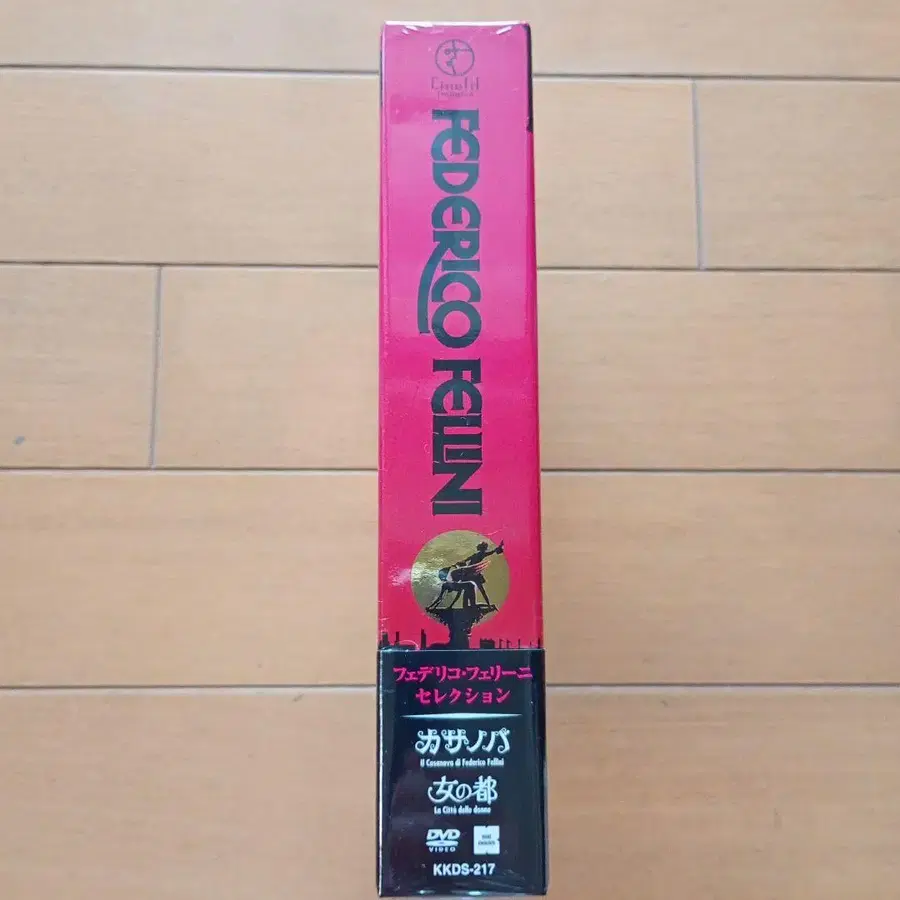 FEDERICO FELLINI
フェデリコ・フェリーニ
セレクション
カサノバ
Il Casanova di Federico Fellini
女の都
La Città delle donne
DVD
VIDEO
KKDS-217